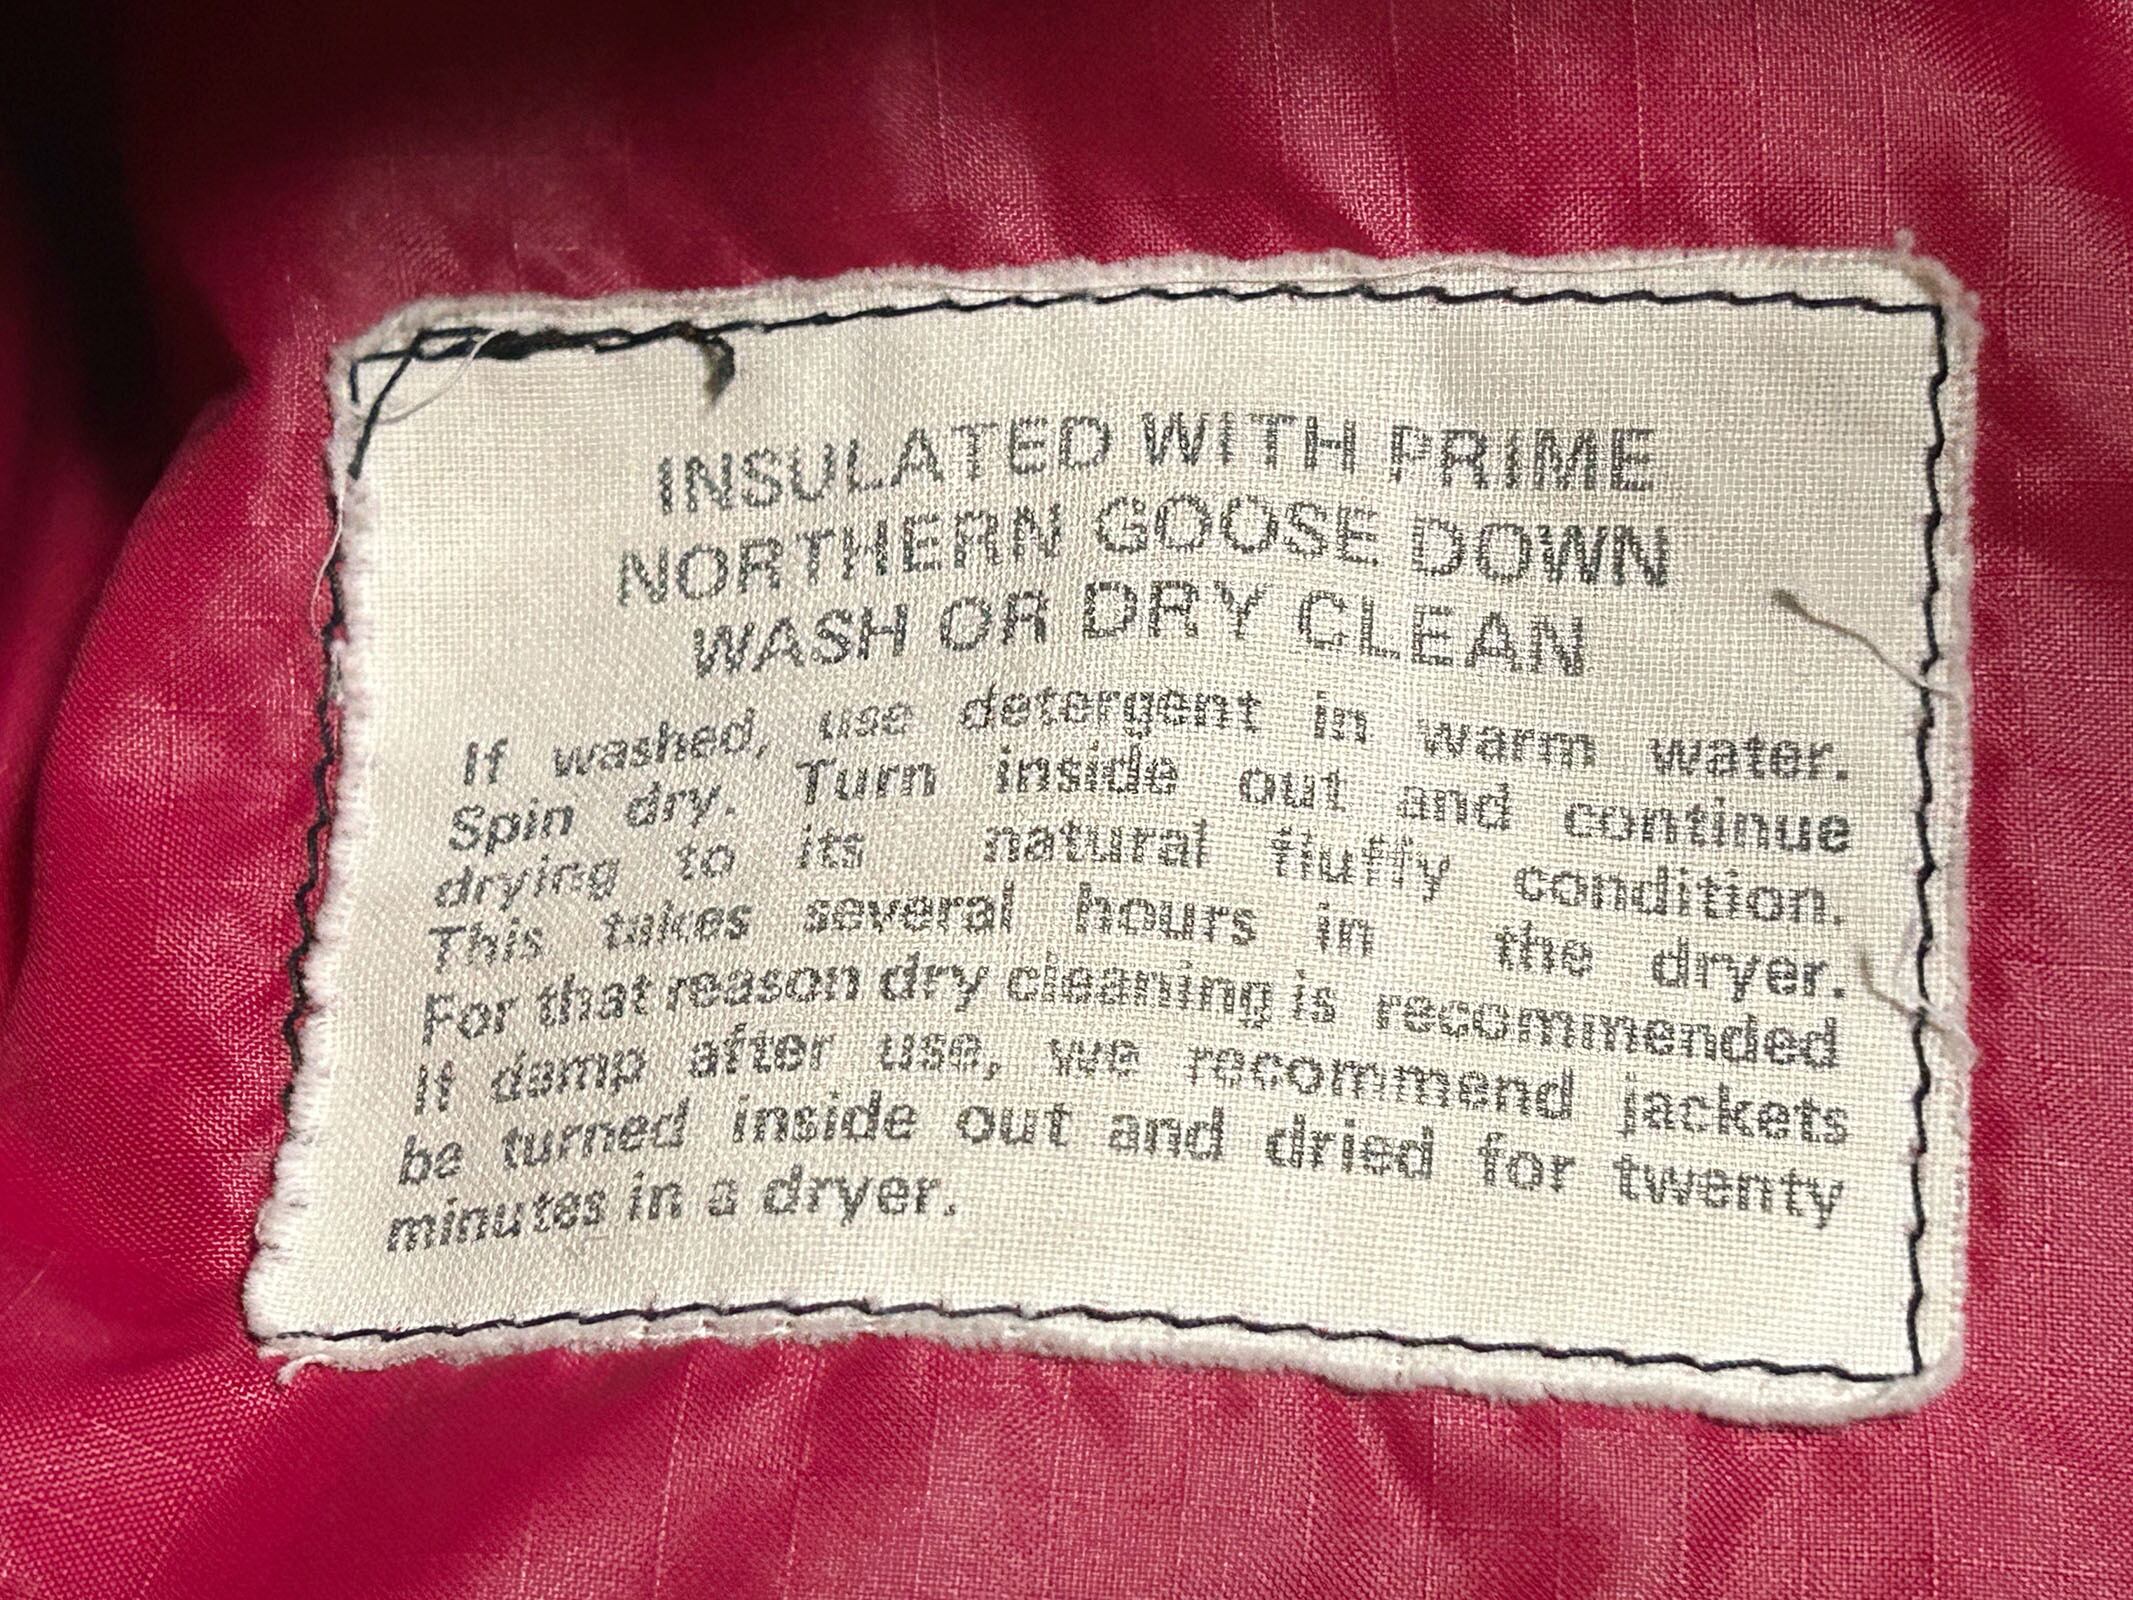 INSULATED WITH PRIME
NORTHERN GOOSE DOWN
WASH OR DRY CLEAN
If washed, use detergent in warm water.
Spin dry. Turn inside out and continue
drying to its natural fluffy condition.
This takes several hours in the dryer.
For that reason dry cleaning is recommended
If damp after use, we recommend jackets
be turned inside out and dried for twenty
minutes in a dryer.